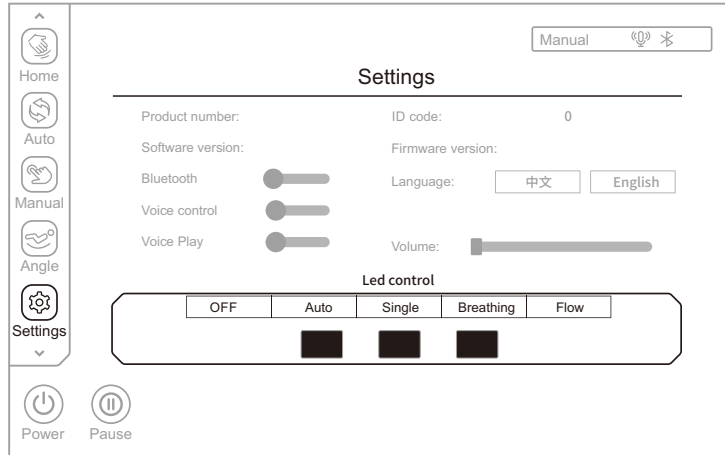 Manual
Home
Settings
Product number:
ID code: 0
Auto
Software version:
Firmware version:
Bluetooth
Language: 中文 English
Manual
Voice control
Voice Play
Volume:
Angle
Led control
OFF Auto Single Breathing Flow
Settings
Power
Pause